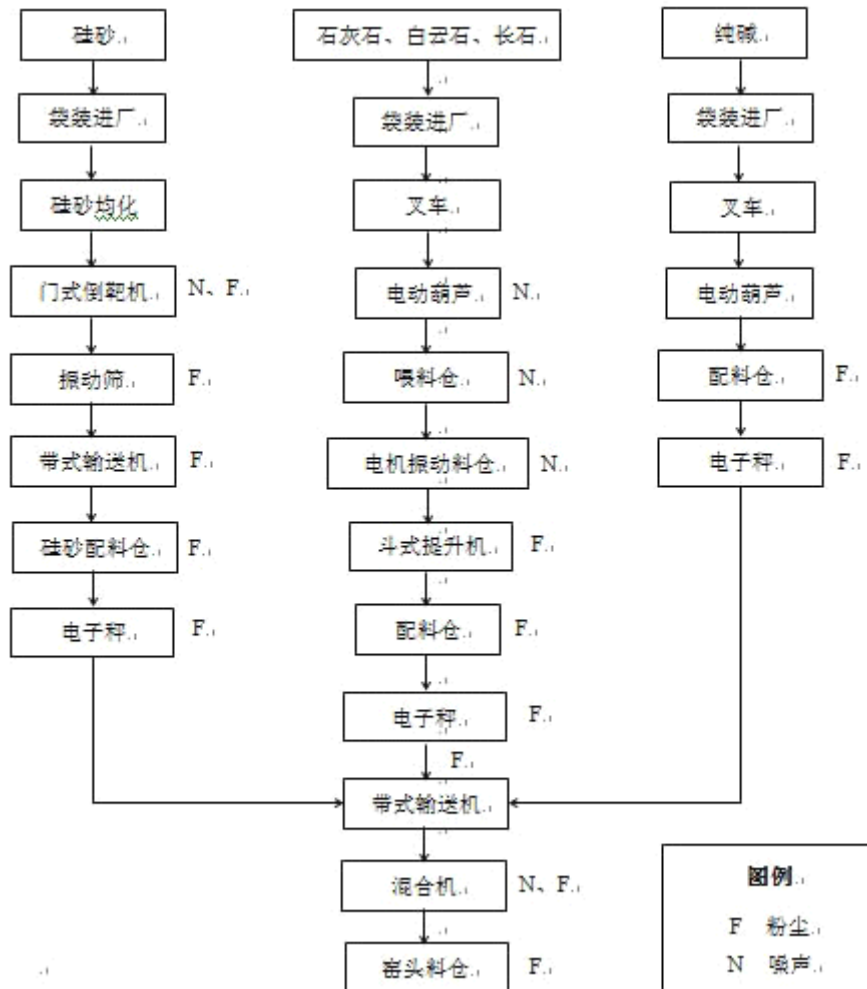 硅砂
石灰石、白云石、长石
纯碱
袋装进厂
袋装进厂
袋装进厂
硅砂均化
叉车
叉车
门式倒靶机
N、F
电动葫芦
N
电动葫芦
振动筛
F
喂料仓
N
配料仓
F
带式输送机
F
电机振动料仓
N
电子秤
F
硅砂配料仓
F
斗式提升机
F
电子秤
F
配料仓
F
电子秤
F
F
带式输送机
混合机
N、F
窑头料仓
F
图例
F 粉尘
N 噪声